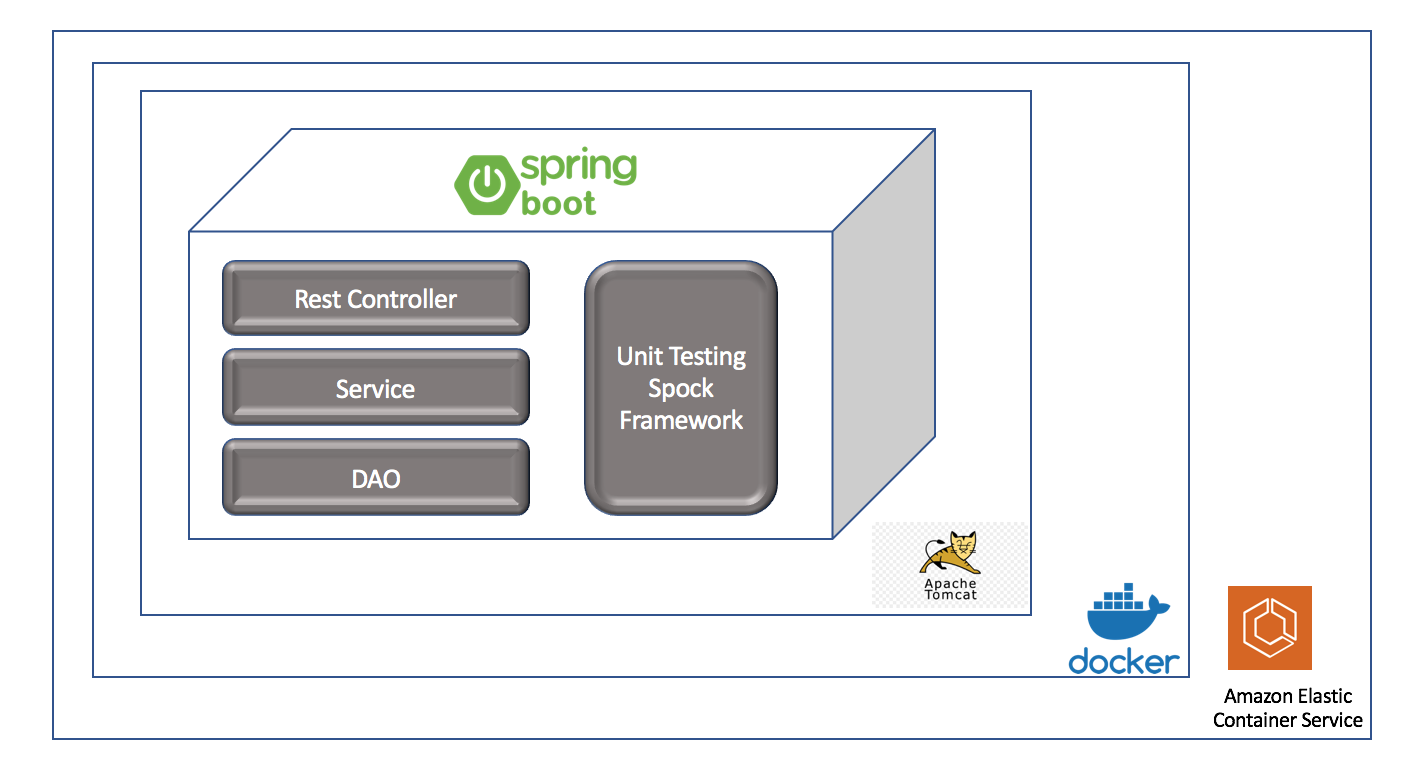 spring
boot
Rest Controller
Service
DAO
Unit Testing
Spock
Framework
Apache
Tomcat
docker
Amazon Elastic
Container Service